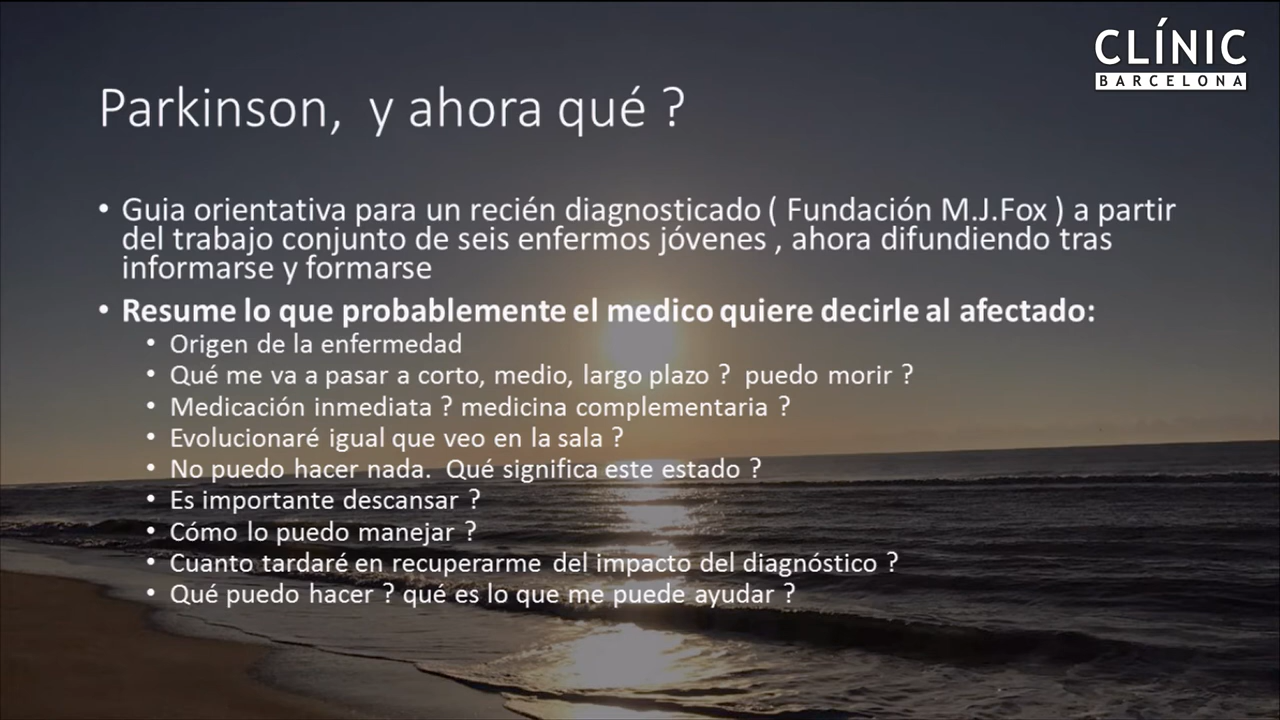 CLÍNIC
BARCELONA
Parkinson, y ahora qué ?
• Guia orientativa para un recién diagnosticado ( Fundación M.J.Fox ) a partir
del trabajo conjunto de seis enfermos jóvenes , ahora difundiendo tras
informarse y formarse
• Resume lo que probablemente el medico quiere decirle al afectado:
• Origen de la enfermedad
• Qué me va a pasar a corto, medio, largo plazo ? puedo morir ?
• Medicación inmediata ? medicina complementaria ?
• Evolucionaré igual que veo en la sala ?
• No puedo hacer nada. Qué significa este estado ?
• Es importante descansar ?
• Cómo lo puedo manejar ?
• Cuanto tardaré en recuperarme del impacto del diagnóstico ?
• Qué puedo hacer ? qué es lo que me puede ayudar ?